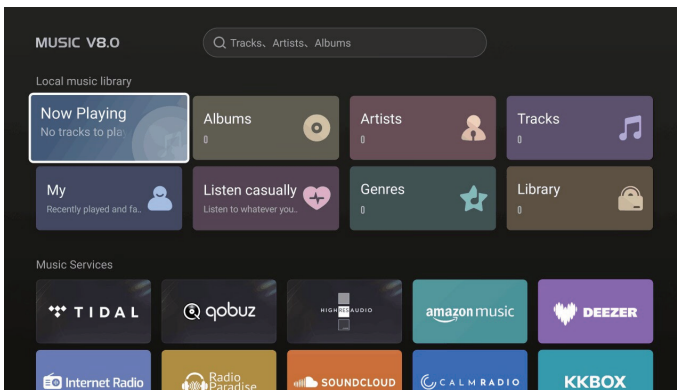 MUSIC V8.0
Tracks、Artists、Albums
Local music library
Now Playing
No tracks to pla
Albums
0
Artists
0
Tracks
0
My
Recently played and fa..
Listen casually
Listen to whatever you..
Genres
0
Library
0
Music Services
TIDAL
qobuz
HIGHRESAUDIO
amazon music
DEEZER
Internet Radio
Radio
Paradise
SOUNDCLOUD
CALM RADIO
KKBOX